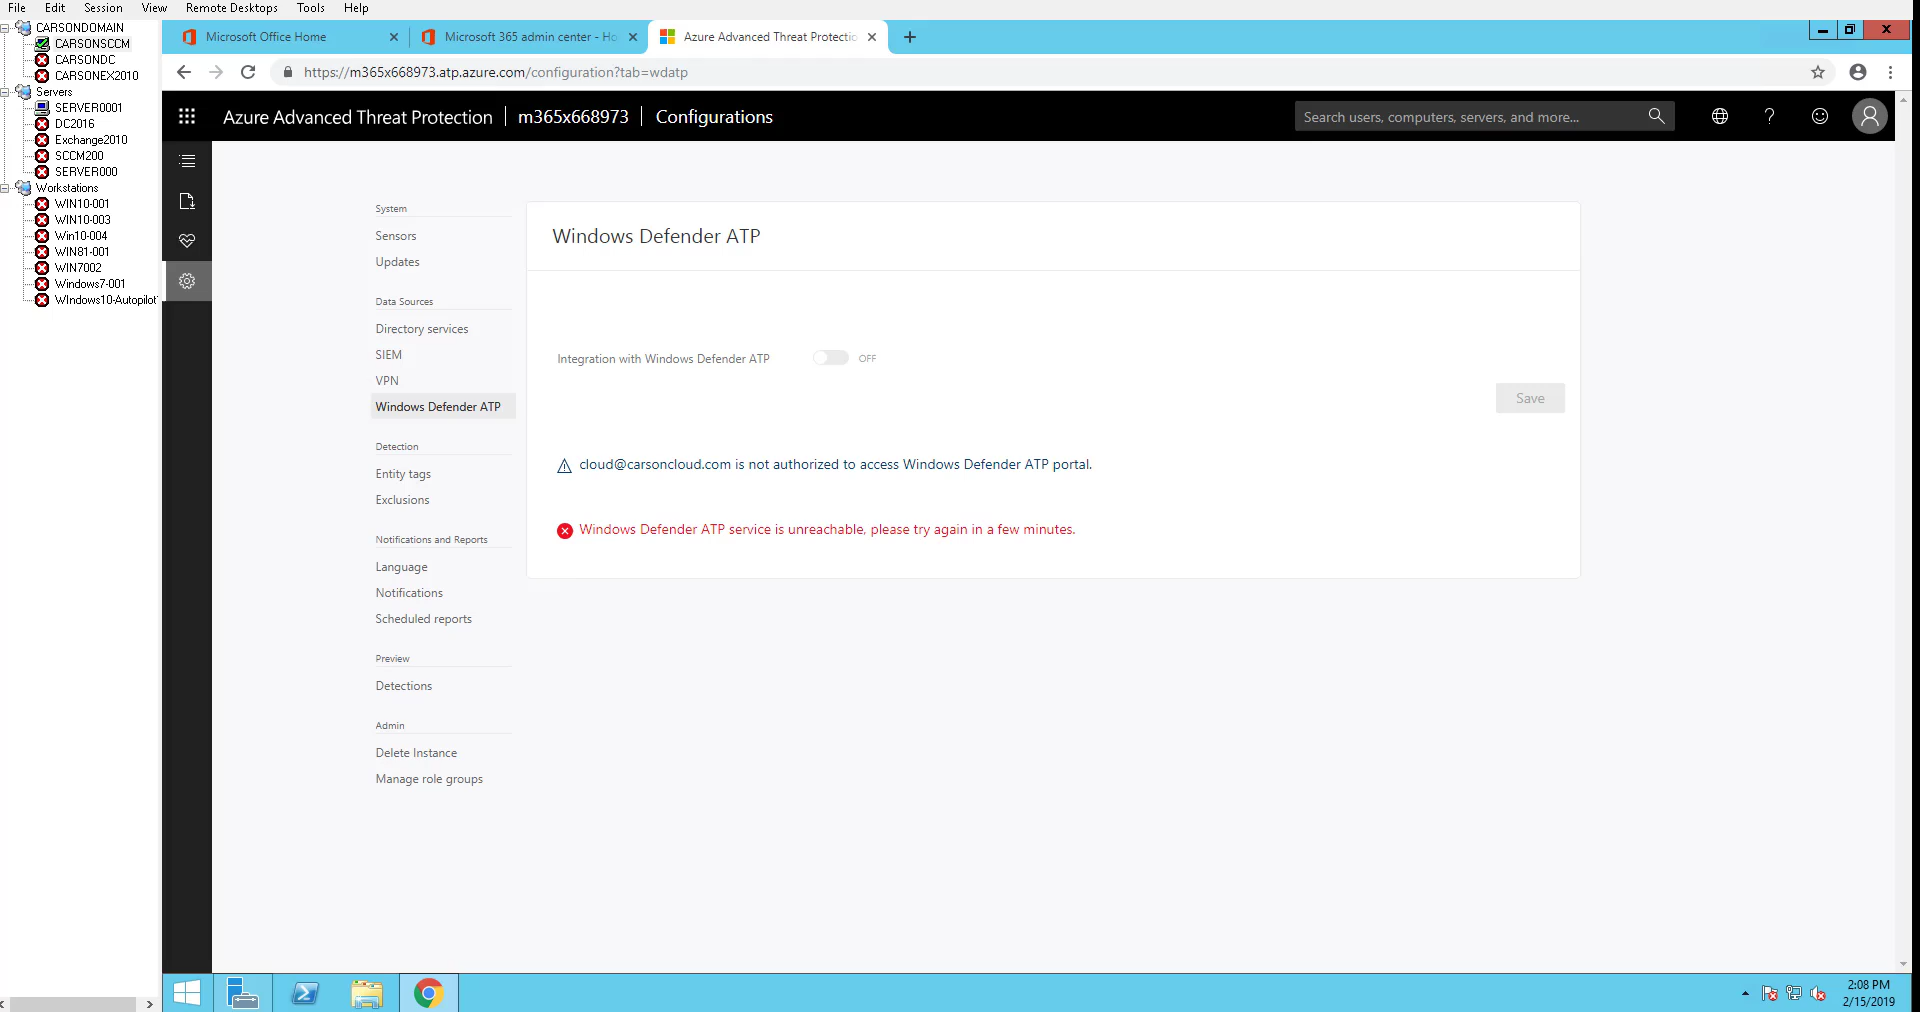 File Edit Session View Remote Desktops Tools Help
CARSONDOMAIN
CARSONSCCM
CARSONDC
CARSONEX2010
Servers
SERVER0001
DC2016
Exchange2010
SCCM200
SERVER000
Workstations
WIN10-001
WIN10-003
Win10-004
WIN81-001
WIN7002
Windows7-001
WIndows10-Autopilot
Microsoft Office Home
Microsoft 365 admin center - Ho
Azure Advanced Threat Protectio
https://m365x668973.atp.azure.com/configuration?tab=wdatp
Azure Advanced Threat Protection m365x668973 Configurations
Search users, computers, servers, and more...
System
Sensors
Updates
Data Sources
Directory services
SIEM
VPN
Windows Defender ATP
Detection
Entity tags
Exclusions
Notifications and Reports
Language
Notifications
Scheduled reports
Preview
Detections
Admin
Delete Instance
Manage role groups
Windows Defender ATP
Integration with Windows Defender ATP OFF
Save
cloud@carsoncloud.com is not authorized to access Windows Defender ATP portal.
Windows Defender ATP service is unreachable, please try again in a few minutes.
2:08 PM
2/15/2019